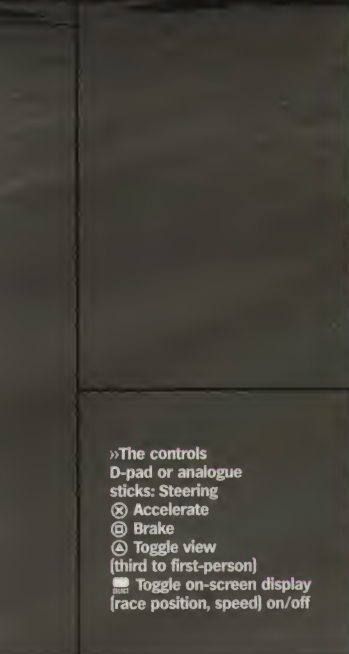 »The controls
D-pad or analogue
sticks: Steering
ⓧ Accelerate
Brake
Toggle view
(third to first-person)
Toggle on-screen display
(race position, speed) on/off